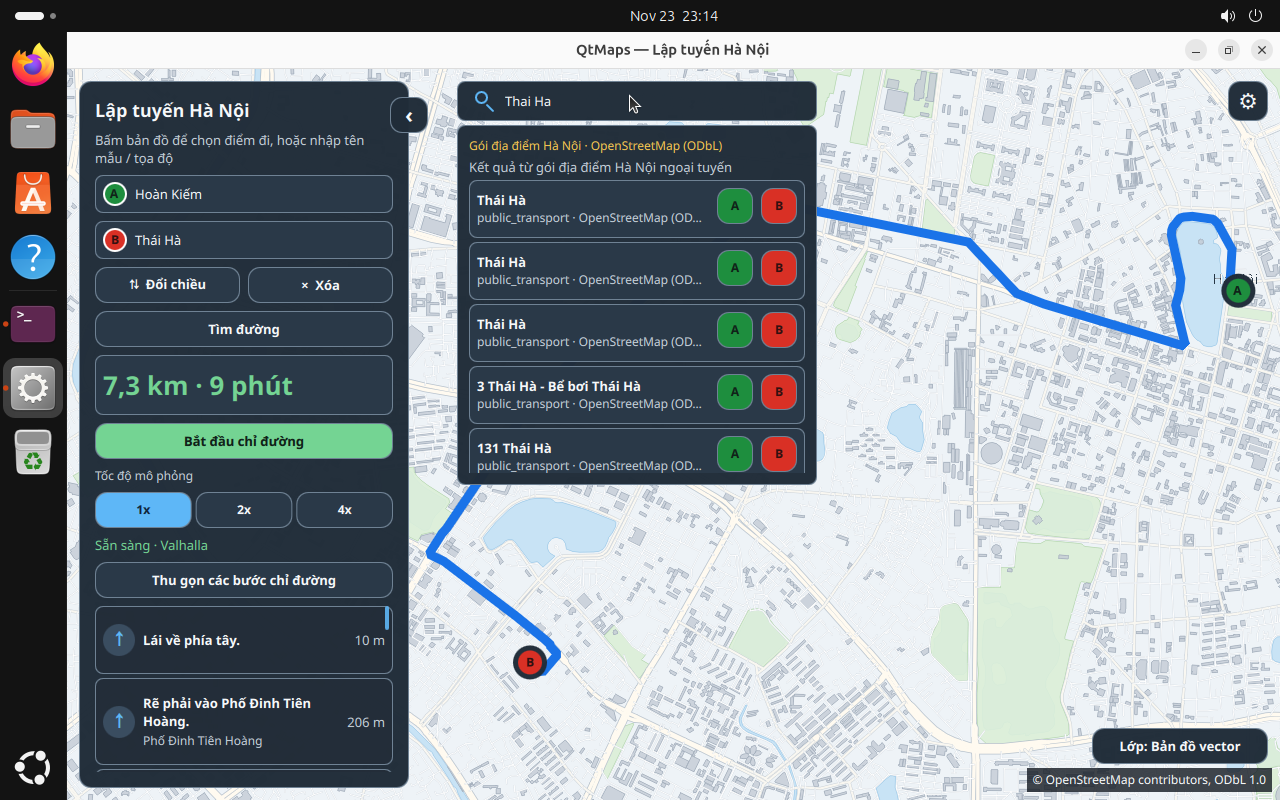 Nov 23 23:14
QtMaps — Lập tuyến Hà Nội
Lập tuyến Hà Nội
Bấm bản đồ để chọn điểm đi, hoặc nhập tên
mẫu / tọa độ
A Hoàn Kiếm
B Thái Hà
⇅ Đổi chiều
× Xóa
Tìm đường
7,3 km · 9 phút
Bắt đầu chỉ đường
Tốc độ mô phỏng
1x
2x
4x
Sẵn sàng · Valhalla
Thu gọn các bước chỉ đường
Lái về phía tây.
10 m
Rẽ phải vào Phố Đinh Tiên
Hoàng.
206 m
Phố Đinh Tiên Hoàng
Thai Ha
Gói địa điểm Hà Nội · OpenStreetMap (ODbL)
Kết quả từ gói địa điểm Hà Nội ngoại tuyến
Thái Hà
public_transport · OpenStreetMap (OD...
A B
Thái Hà
public_transport · OpenStreetMap (OD...
A B
Thái Hà
public_transport · OpenStreetMap (OD...
A B
3 Thái Hà - Bể bơi Thái Hà
public_transport · OpenStreetMap (OD...
A B
131 Thái Hà
public_transport · OpenStreetMap (OD...
A B
A
B
Lớp: Bản đồ vector
© OpenStreetMap contributors, ODbL 1.0